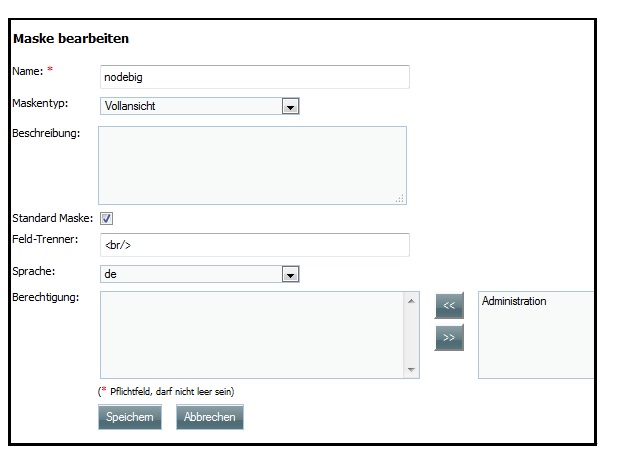 Maske bearbeiten
Name: * nodebig
Maskentyp: Vollansicht
Beschreibung:
Standard Maske:
Feld-Trenner: <br/>
Sprache: de
Berechtigung: << Administration
>>
(* Pflichtfeld, darf nicht leer sein)
Speichern Abbrechen